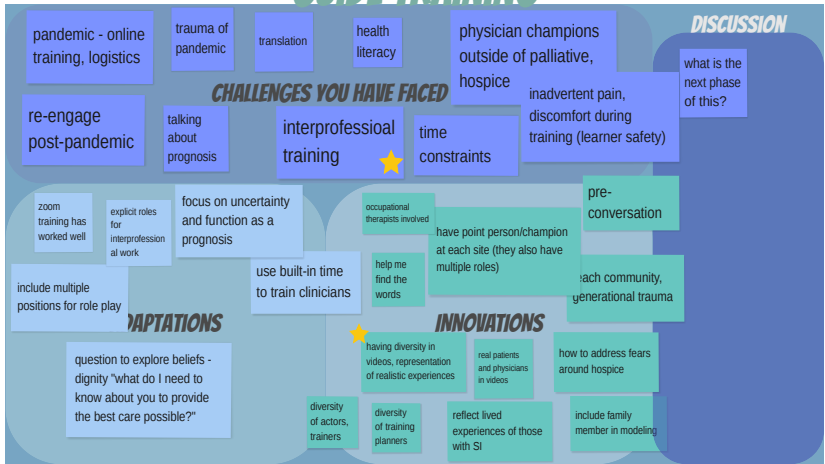 DISCUSSION
pandemic - online
training, logistics
trauma of
pandemic
translation
health
literacy
physician champions
outside of palliative,
hospice
what is the
next phase
of this?
CHALLENGES YOU HAVE FACED
inadvertent pain,
discomfort during
training (learner safety)
re-engage
post-pandemic
talking
about
prognosis
interprofessioal
training
time
constraints
zoom
training has
worked well
explicit roles
for
interprofession
al work
focus on uncertainty
and function as a
prognosis
use built-in time
to train clinicians
include multiple
positions for role play
DAPTATIONS
question to explore beliefs -
dignity "what do I need to
know about you to provide
the best care possible?"
occupational
therapists involved
have point person/champion
at each site (they also have
multiple roles)
pre-
conversation
help me
find the
words
each community,
generational trauma
INNOVATIONS
having diversity in
videos, representation
of realistic experiences
real patients
and physicians
in videos
how to address fears
around hospice
diversity
of actors,
trainers
diversity
of training
planners
reflect lived
experiences of those
with SI
include family
member in modeling